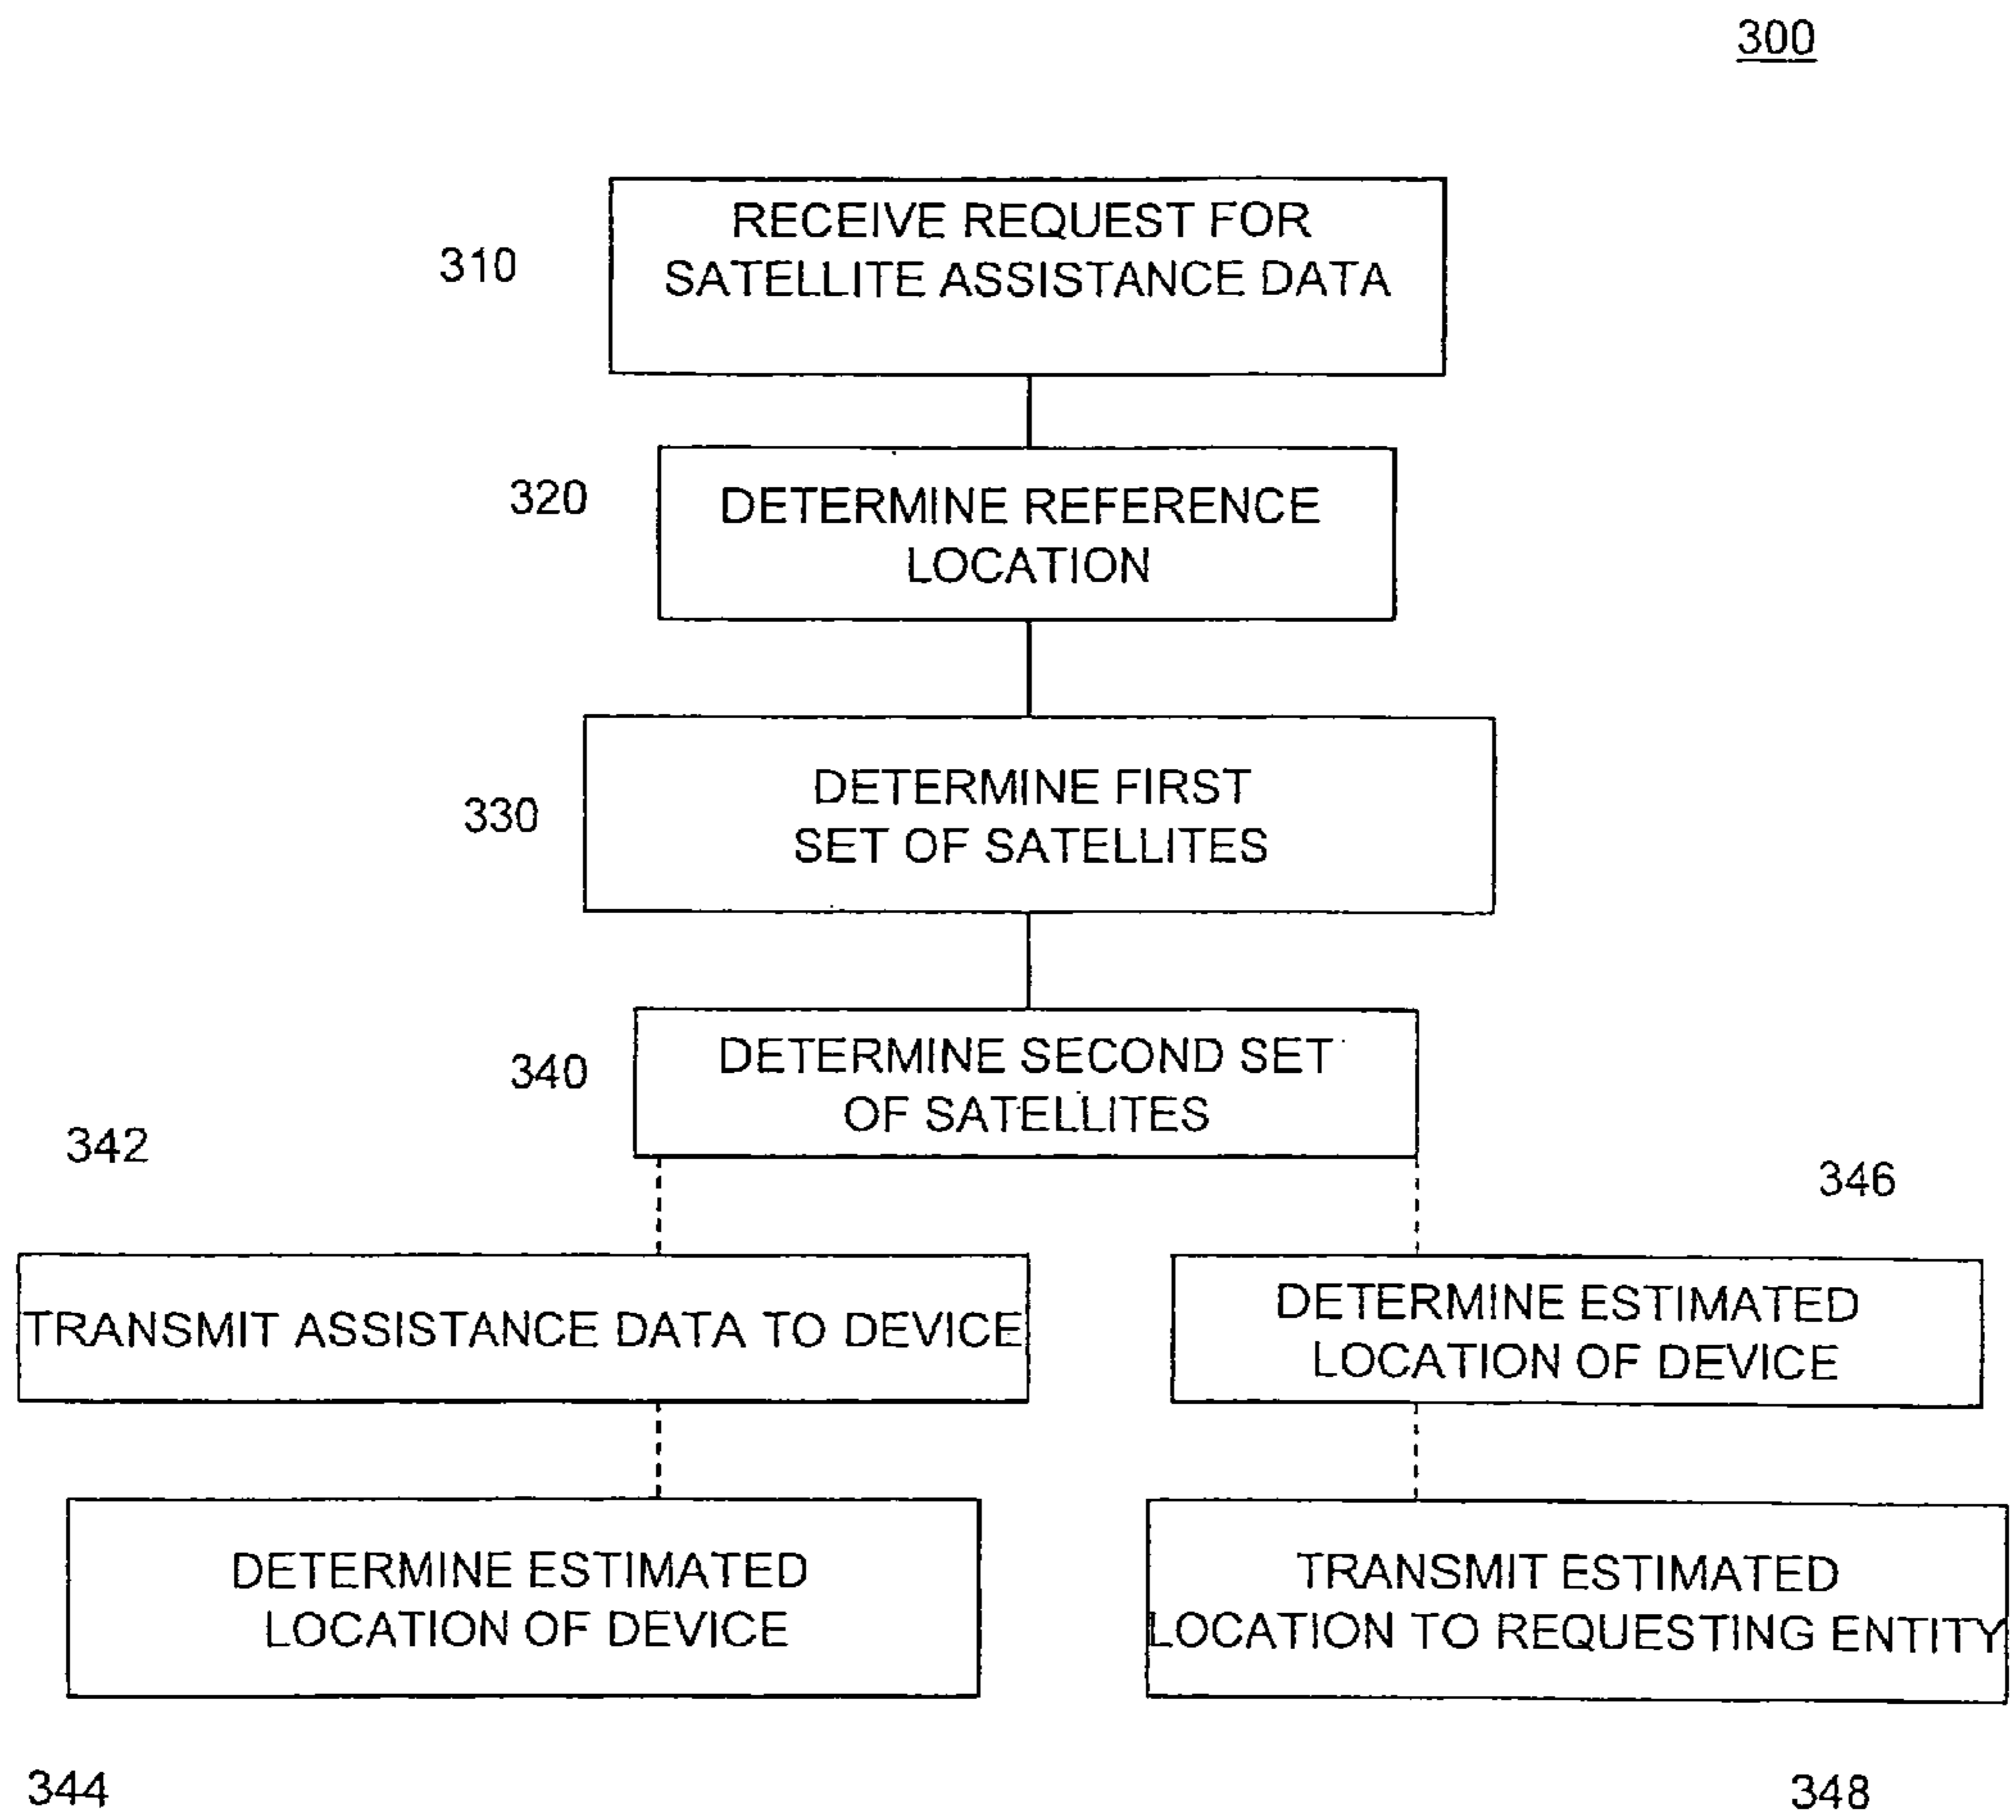 300
310
RECEIVE REQUEST FOR
SATELLITE ASSISTANCE DATA
320
DETERMINE REFERENCE
LOCATION
330
DETERMINE FIRST
SET OF SATELLITES
340
DETERMINE SECOND SET
OF SATELLITES
342
346
TRANSMIT ASSISTANCE DATA TO DEVICE
DETERMINE ESTIMATED
LOCATION OF DEVICE
DETERMINE ESTIMATED
LOCATION OF DEVICE
TRANSMIT ESTIMATED
LOCATION TO REQUESTING ENTITY
344
348